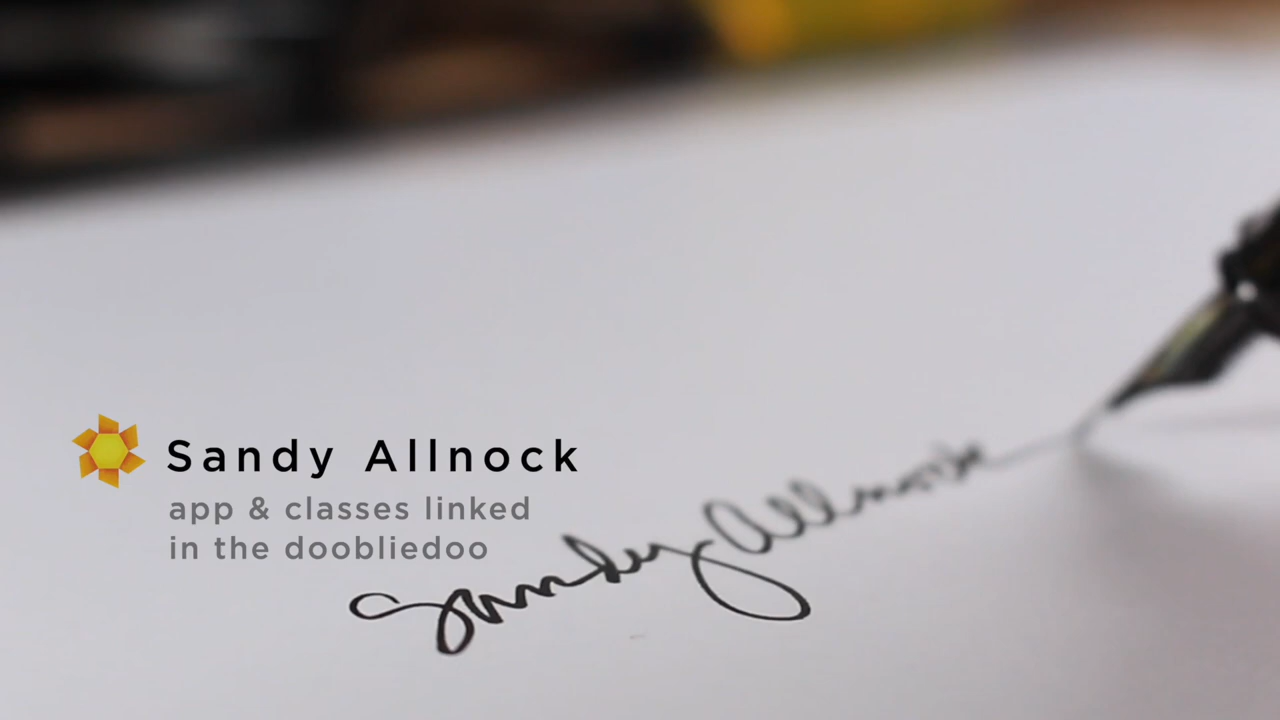 Sandy Allnock
app & classes linked
in the doobliedoo
Sandy Allnock